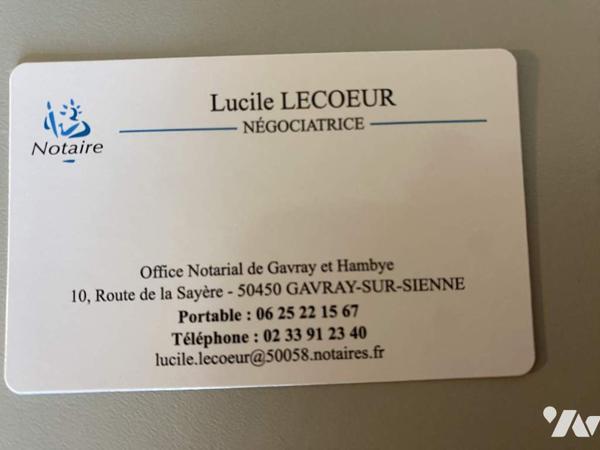 Lucile LECOEUR
NÉGOCIATRICE
Notaire
Office Notarial de Gavray et Hambye
10, Route de la Sayère - 50450 GAVRAY-SUR-SIENNE
Portable : 06 25 22 15 67
Téléphone : 02 33 91 23 40
lucile.lecoeur@50058.notaires.fr